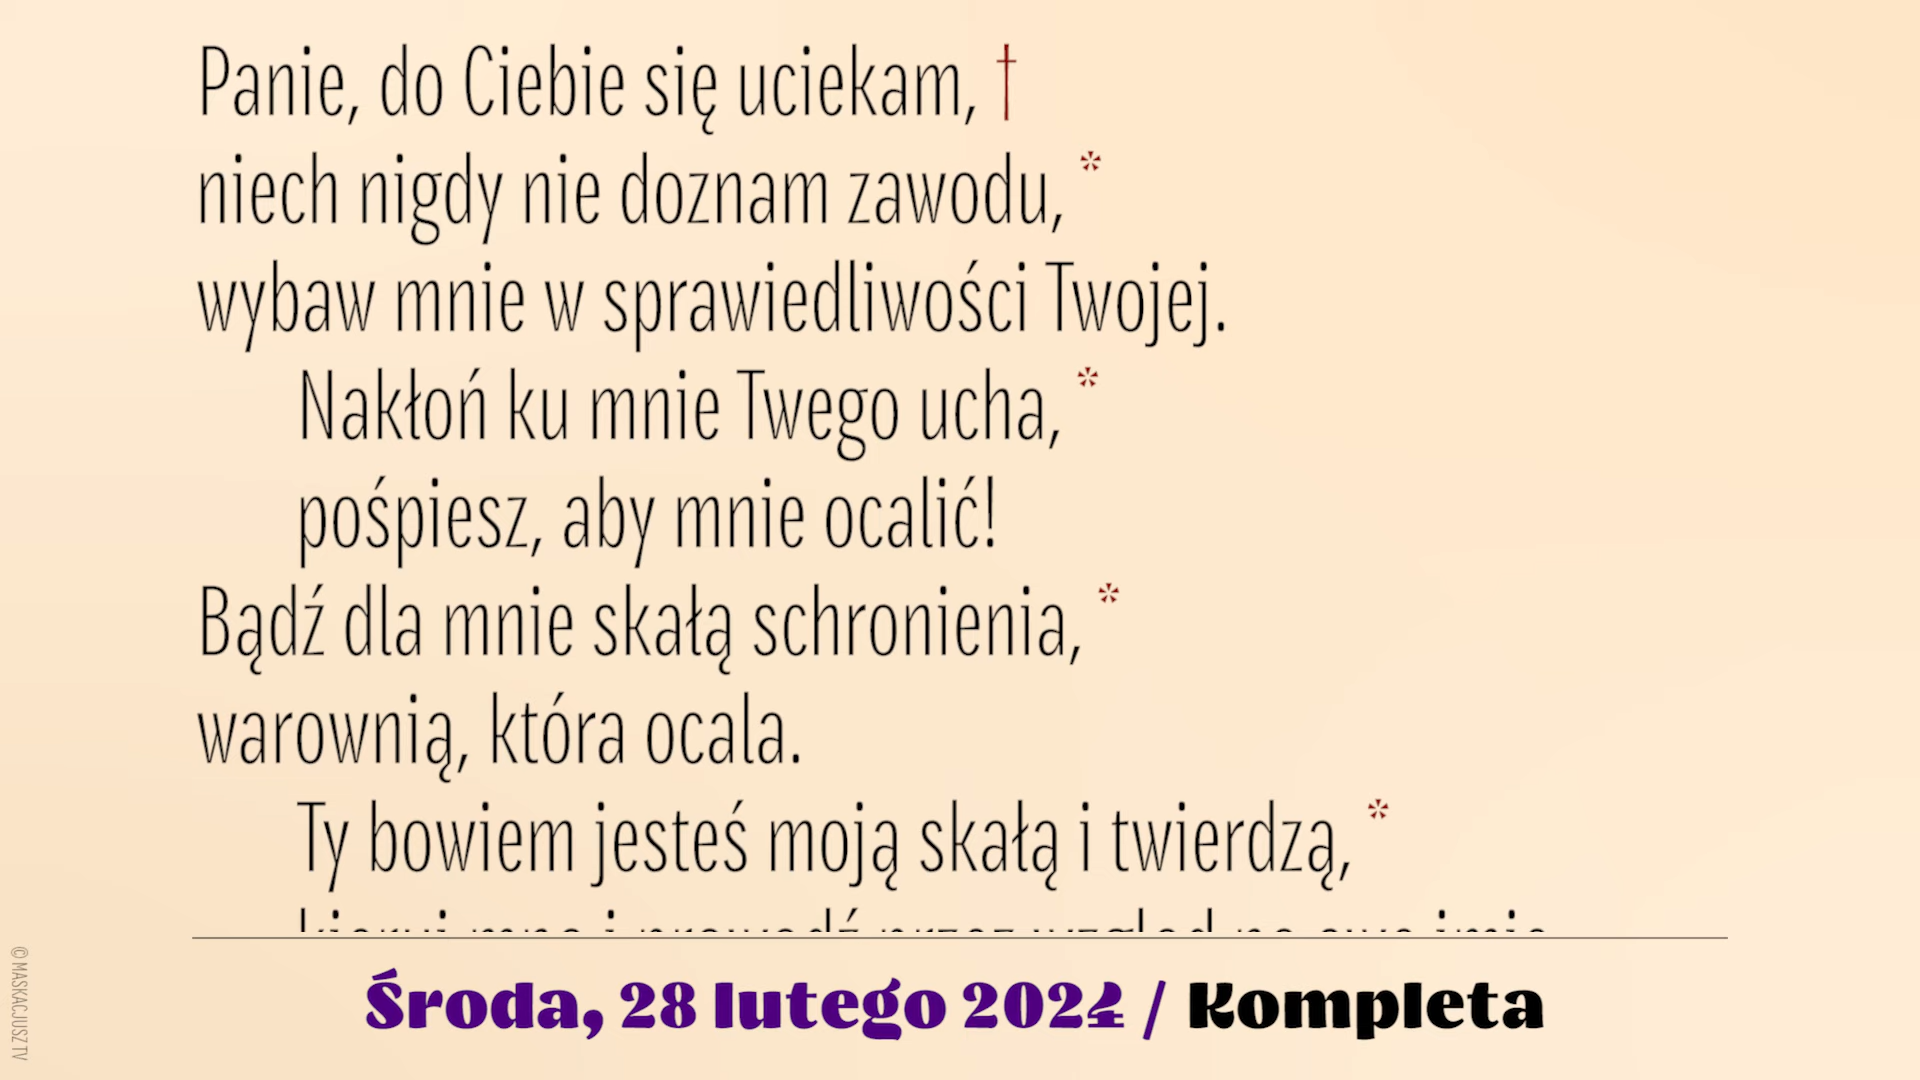 Panie, do Ciebie się uciekam, †
niech nigdy nie doznam zawodu, *
wybaw mnie w sprawiedliwości Twojej.
Nakłoń ku mnie Twego ucha, *
pośpiesz, aby mnie ocalić!
Bądź dla mnie skałą schronienia, *
warownią, która ocala.
Ty bowiem jesteś moją skałą i twierdzą, *
Środa, 28 lutego 2024 / Kompleta
© MASKACJUSZ TV